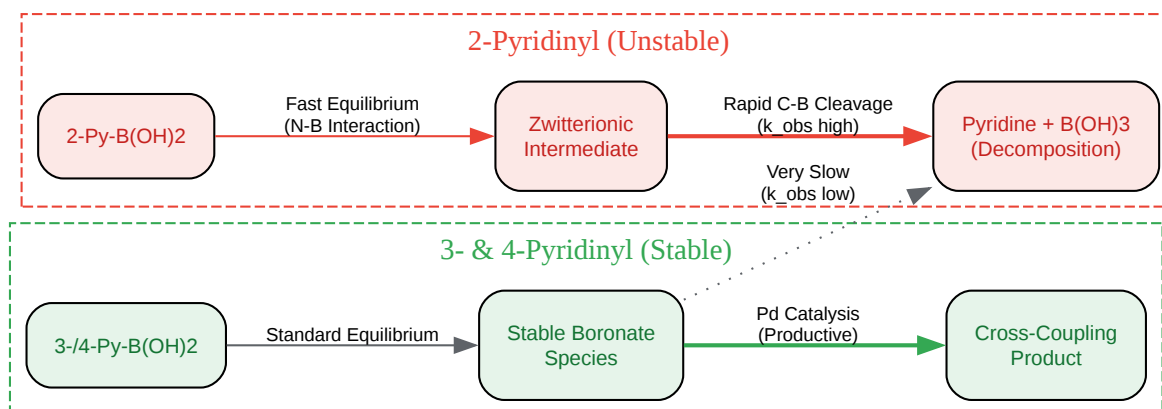 2-Pyridinyl (Unstable)
2-Py-B(OH)2
Fast Equilibrium
(N-B Interaction)
Zwitterionic
Intermediate
Rapid C-B Cleavage
(k_obs high)
Pyridine + B(OH)3
(Decomposition)
Very Slow
(k_obs low)
3- & 4-Pyridinyl (Stable)
3-/4-Py-B(OH)2
Standard Equilibrium
Stable Boronate
Species
Pd Catalysis
(Productive)
Cross-Coupling
Product